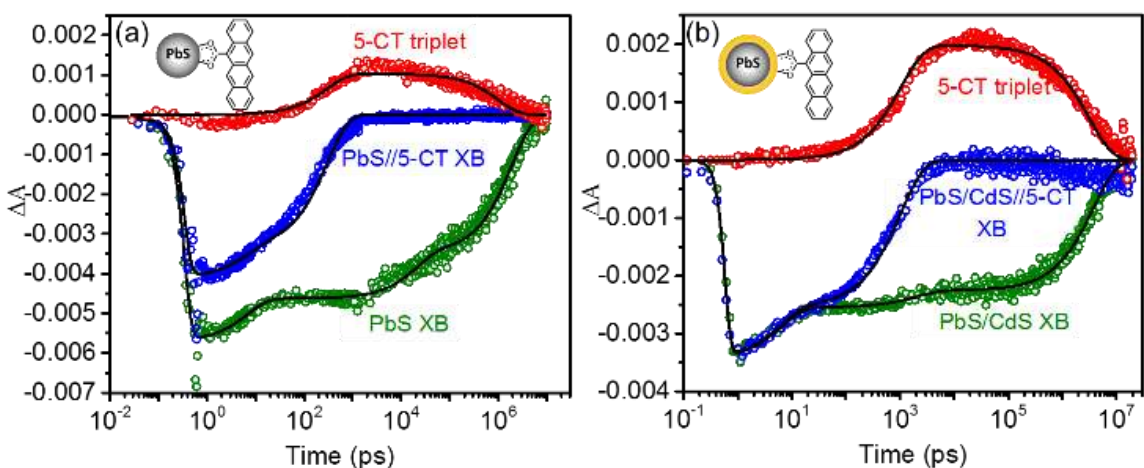 (a)
PbS
O
O
5-CT triplet
PbS//5-CT XB
PbS XB
0.002
0.001
0.000
-0.001
-0.002
-0.003
-0.004
-0.005
-0.006
-0.007
ΔA
10⁻² 10⁰ 10² 10⁴ 10⁶
Time (ps)
(b)
PbS
O
O
5-CT triplet
PbS/CdS//5-CT
XB
PbS/CdS XB
0.002
0.001
0.000
-0.001
-0.002
-0.003
-0.004
ΔA
10⁻¹ 10¹ 10³ 10⁵ 10⁷
Time (ps)